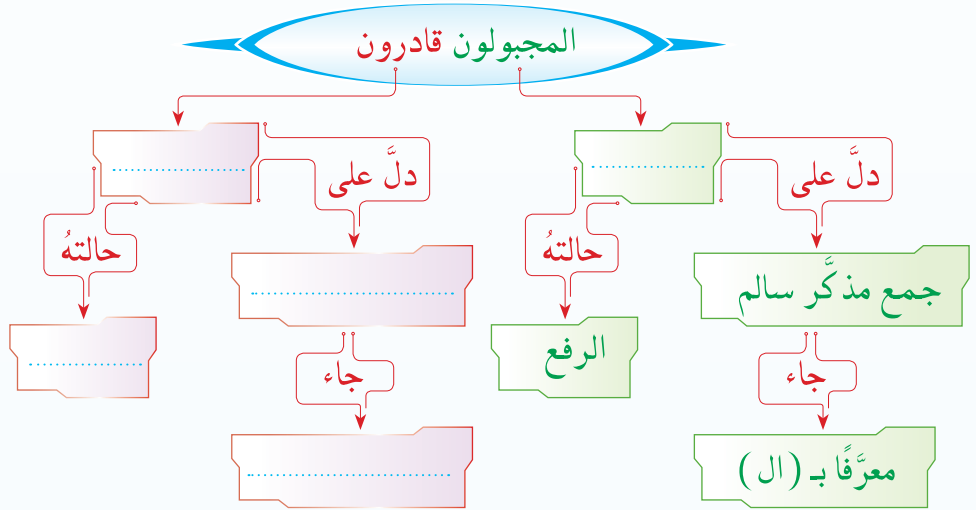 المجبولون قادرون
.....................
دلَّ على
حالتهُ
جمع مذكَّر سالم
الرفع
جاء
معرَّفًا بـ ( ال )
.....................
دلَّ على
حالتهُ
.....................
.....................
جاء
.....................